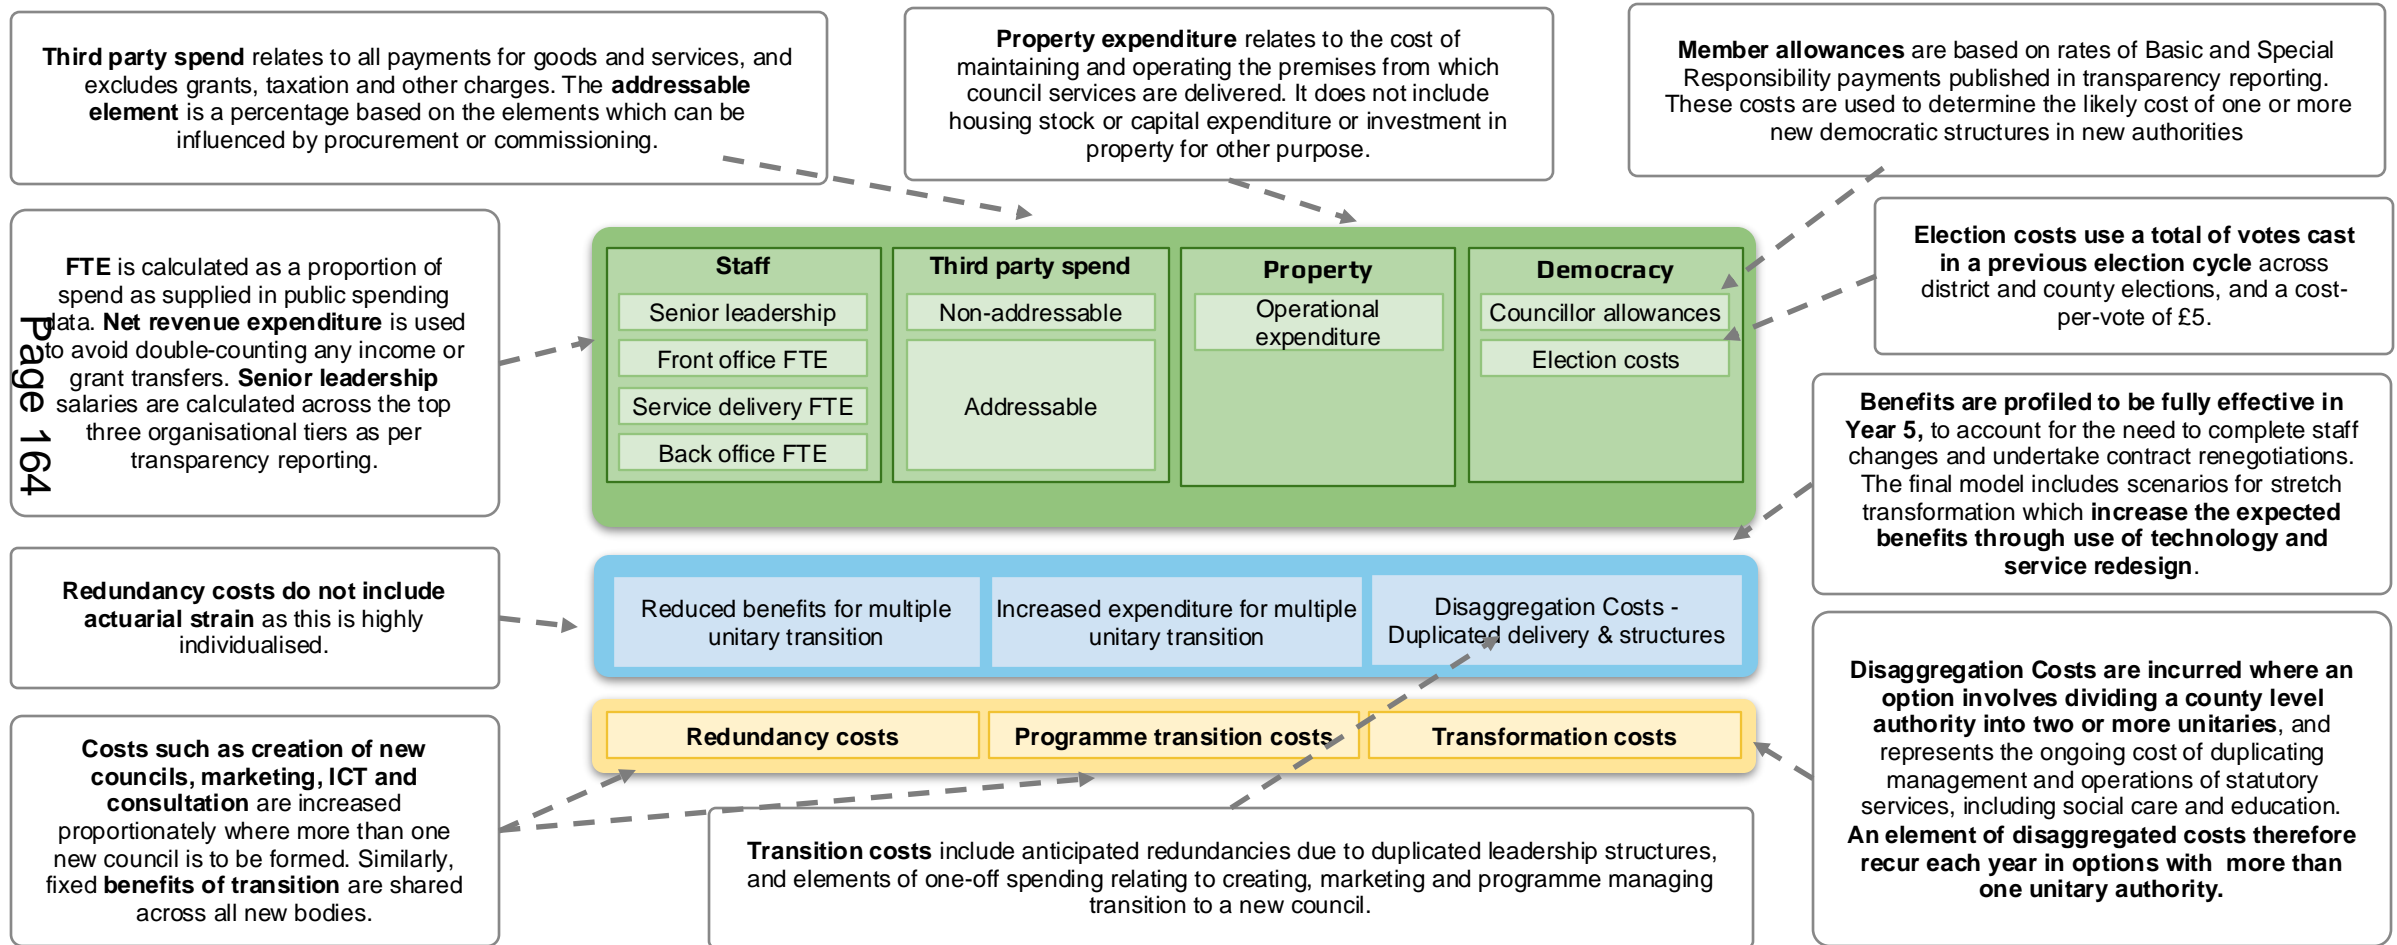 Third party spend relates to all payments for goods and services, and
excludes grants, taxation and other charges. The addressable
element is a percentage based on the elements which can be
influenced by procurement or commissioning.
Property expenditure relates to the cost of
maintaining and operating the premises from which
council services are delivered. It does not include
housing stock or capital expenditure or investment in
property for other purpose.
Member allowances are based on rates of Basic and Special
Responsibility payments published in transparency reporting.
These costs are used to determine the likely cost of one or more
new democratic structures in new authorities
FTE is calculated as a proportion of
spend as supplied in public spending
data. Net revenue expenditure is used
to avoid double-counting any income or
grant transfers. Senior leadership
salaries are calculated across the top
three organisational tiers as per
transparency reporting.
Page 164
Staff
Senior leadership
Front office FTE
Service delivery FTE
Back office FTE
Third party spend
Non-addressable
Addressable
Property
Operational
expenditure
Democracy
Councillor allowances
Election costs
Election costs use a total of votes cast
in a previous election cycle across
district and county elections, and a cost-
per-vote of £5.
Benefits are profiled to be fully effective in
Year 5, to account for the need to complete staff
changes and undertake contract renegotiations.
The final model includes scenarios for stretch
transformation which increase the expected
benefits through use of technology and
service redesign.
Redundancy costs do not include
actuarial strain as this is highly
individualised.
Reduced benefits for multiple
unitary transition
Increased expenditure for multiple
unitary transition
Disaggregation Costs -
Duplicated delivery & structures
Redundancy costs
Programme transition costs
Transformation costs
Costs such as creation of new
councils, marketing, ICT and
consultation are increased
proportionately where more than one
new council is to be formed. Similarly,
fixed benefits of transition are shared
across all new bodies.
Transition costs include anticipated redundancies due to duplicated leadership structures,
and elements of one-off spending relating to creating, marketing and programme managing
transition to a new council.
Disaggregation Costs are incurred where an
option involves dividing a county level
authority into two or more unitaries, and
represents the ongoing cost of duplicating
management and operations of statutory
services, including social care and education.
An element of disaggregated costs therefore
recur each year in options with more than
one unitary authority.